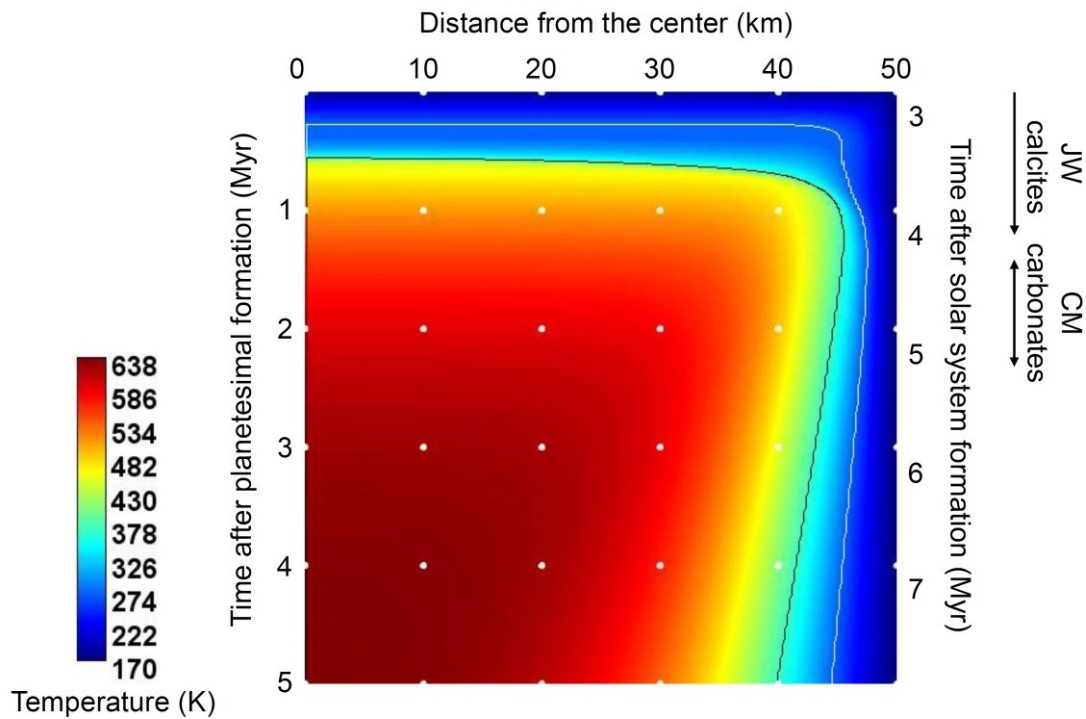 Distance from the center (km)
0 10 20 30 40 50
Time after planetesimal formation (Myr)
1
2
3
4
5
3
4
5
6
7
Time after solar system formation (Myr)
JW
calcites
CM
carbonates
638
586
534
482
430
378
326
274
222
170
Temperature (K)